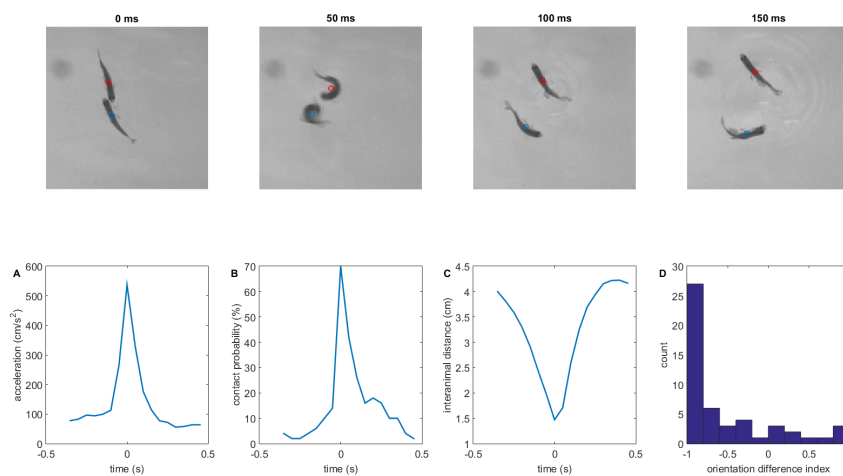 0 ms
50 ms
100 ms
150 ms
A
600
500
400
300
200
100
0
-0.5
0
0.5
acceleration (cm/s²)
time (s)
B
70
60
50
40
30
20
10
0
-0.5
0
0.5
contact probability (%)
time (s)
C
4.5
4
3.5
3
2.5
2
1.5
1
-0.5
0
0.5
interanimal distance (cm)
time (s)
D
30
25
20
15
10
5
0
-1
-0.5
0
0.5
count
orientation difference index